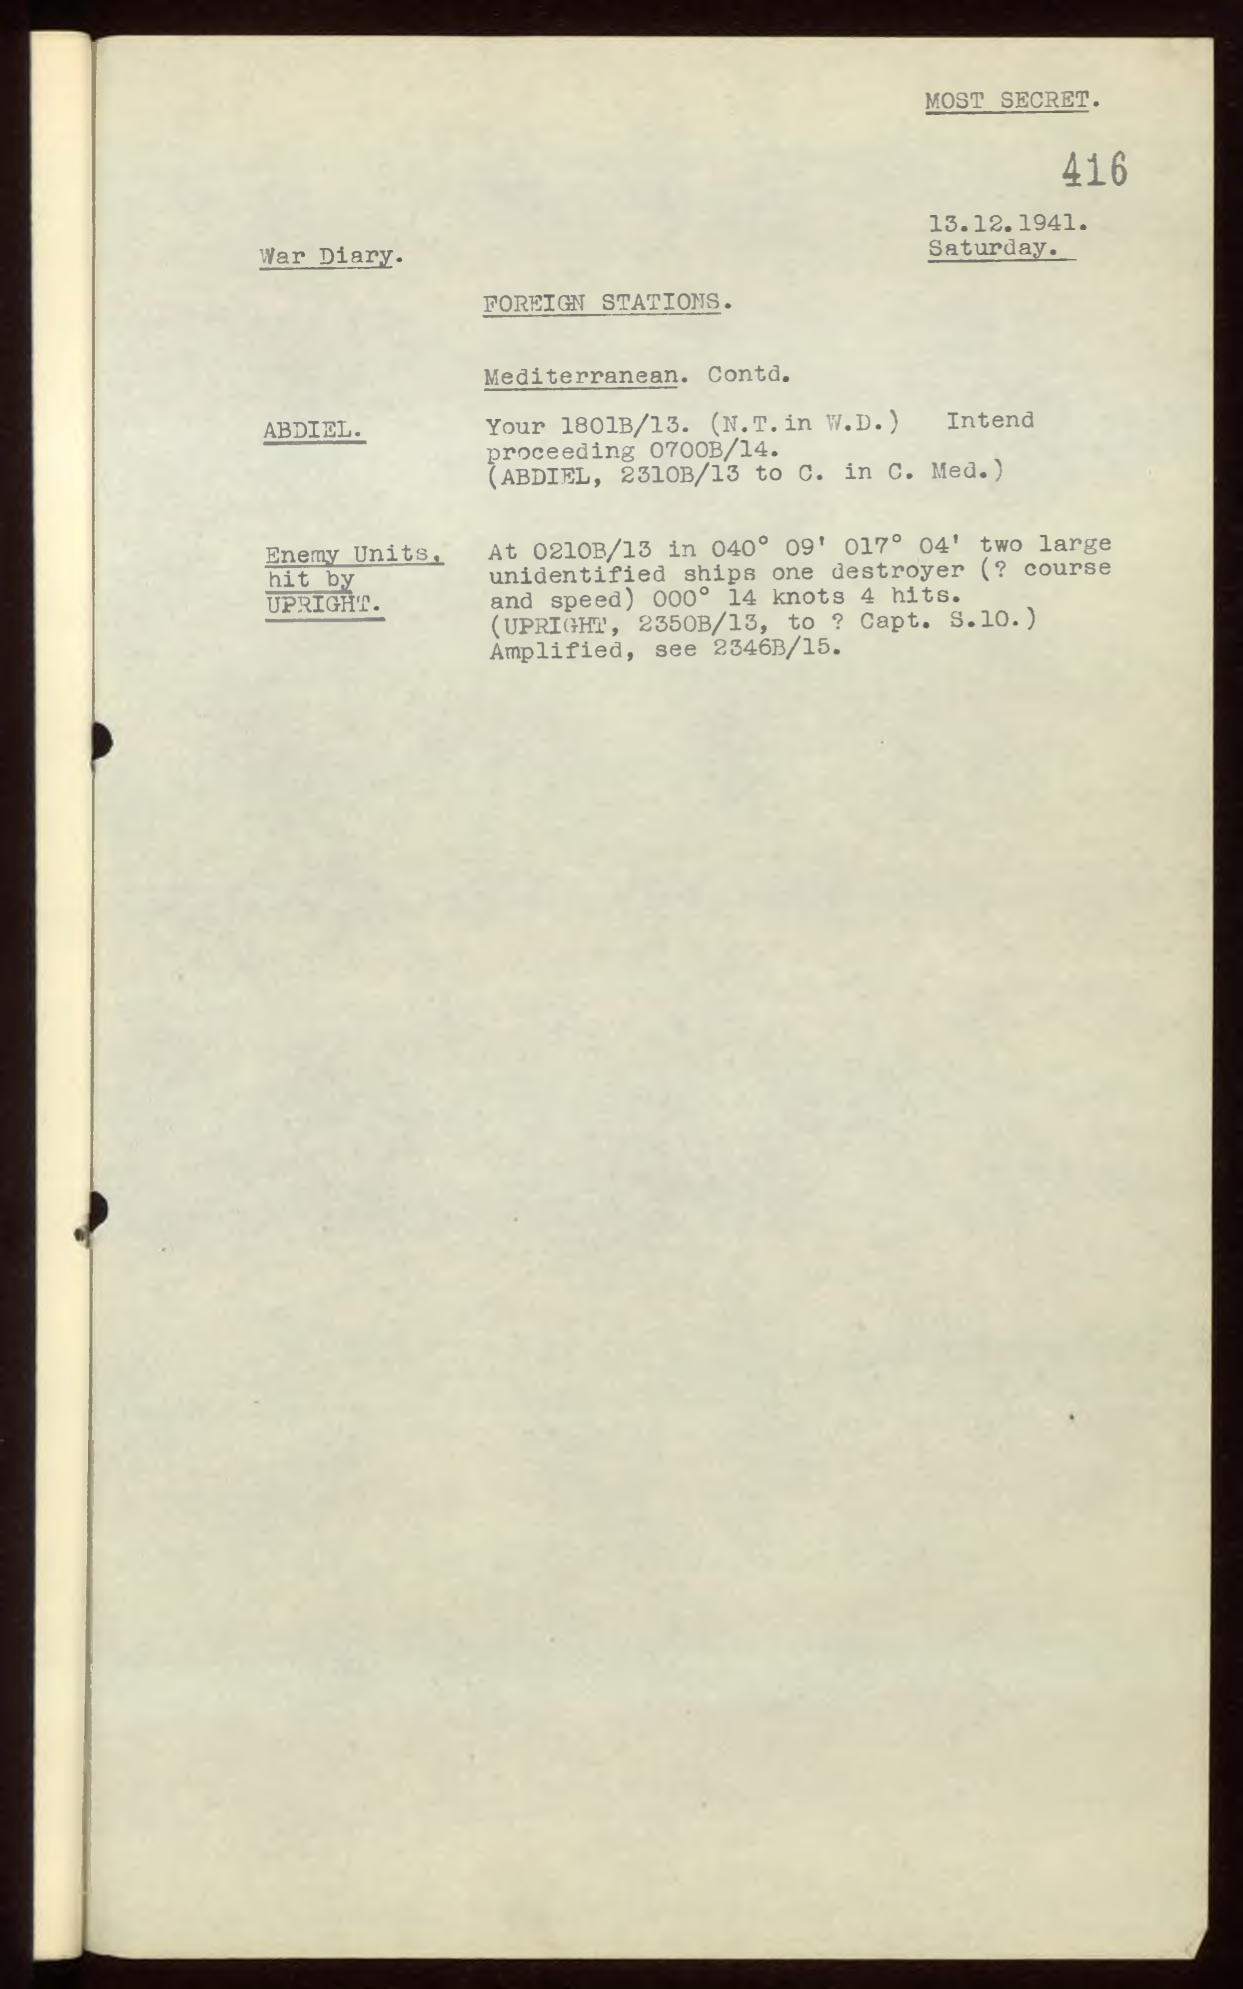 MOST SECRET.
416
13.12.1941.
Saturday.
War Diary.
FOREIGN STATIONS.
Mediterranean. Contd.
ABDIEL.
Your 1801B/13. (N.T.in W.D.) Intend
proceeding 0700B/14.
(ABDIEL, 2310B/13 to C. in C. Med.)
Enemy Units,
hit by
UPRIGHT.
At 0210B/13 in 040° 09' 017° 04' two large
unidentified ships one destroyer (? course
and speed) 000° 14 knots 4 hits.
(UPRIGHT, 2350B/13, to ? Capt. S.10.)
Amplified, see 2346B/15.